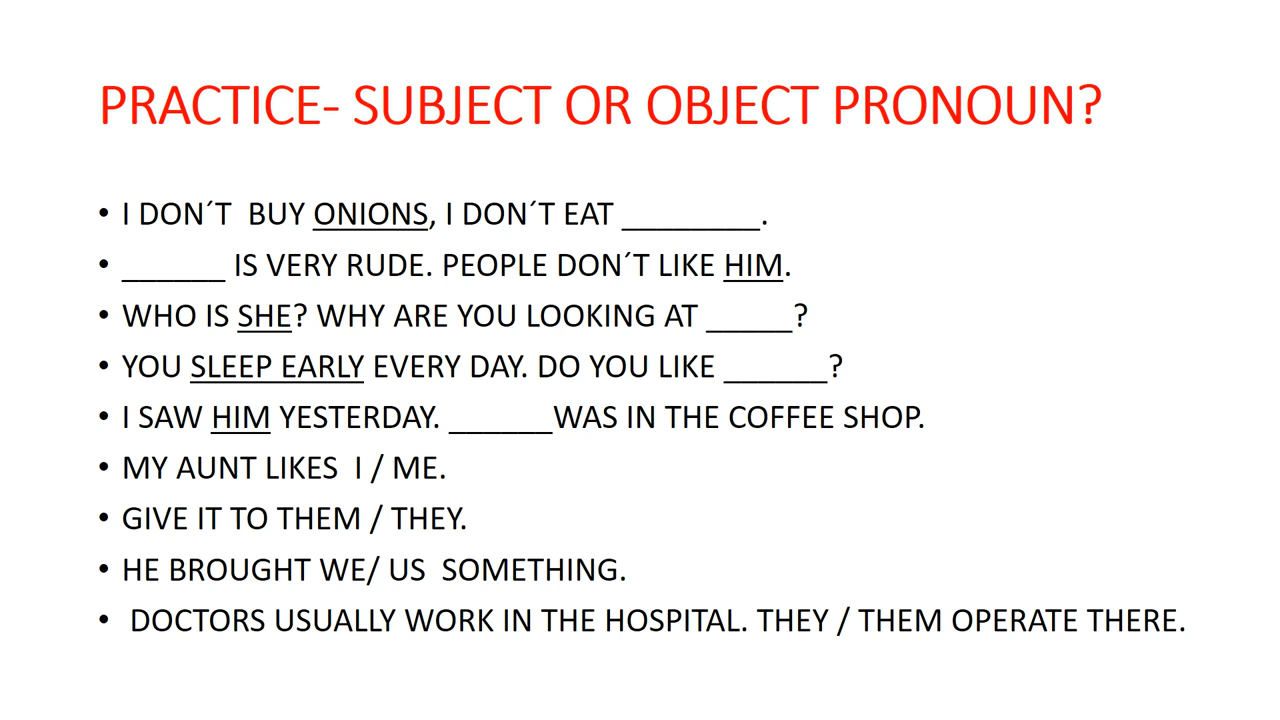 PRACTICE- SUBJECT OR OBJECT PRONOUN?
• I DON´T  BUY ONIONS, I DON´T EAT ________.
• ______ IS VERY RUDE. PEOPLE DON´T LIKE HIM.
• WHO IS SHE? WHY ARE YOU LOOKING AT _____?
• YOU SLEEP EARLY EVERY DAY. DO YOU LIKE ______?
• I SAW HIM YESTERDAY. ______WAS IN THE COFFEE SHOP.
• MY AUNT LIKES  I / ME.
• GIVE IT TO THEM / THEY.
• HE BROUGHT WE/ US  SOMETHING.
•  DOCTORS USUALLY WORK IN THE HOSPITAL. THEY / THEM OPERATE THERE.